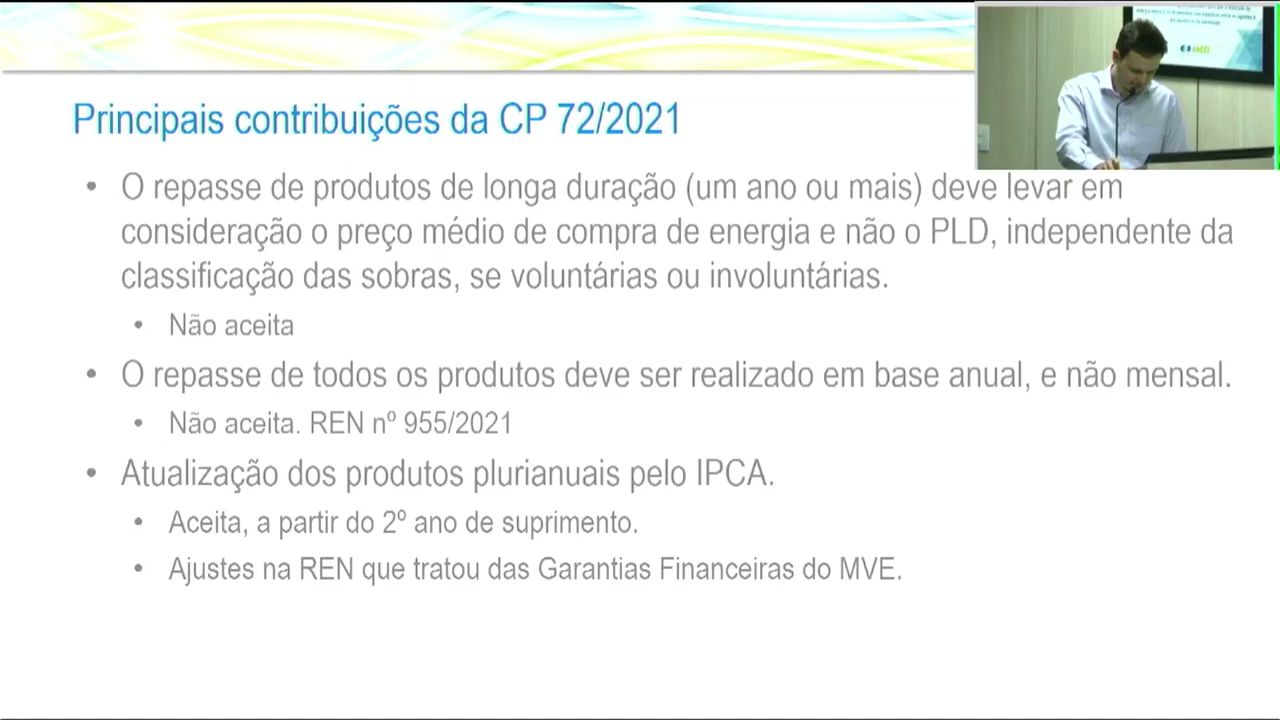 Principais contribuições da CP 72/2021
• O repasse de produtos de longa duração (um ano ou mais) deve levar em
consideração o preço médio de compra de energia e não o PLD, independente da
classificação das sobras, se voluntárias ou involuntárias.
• Não aceita
• O repasse de todos os produtos deve ser realizado em base anual, e não mensal.
• Não aceita. REN nº 955/2021
• Atualização dos produtos plurianuais pelo IPCA.
• Aceita, a partir do 2º ano de suprimento.
• Ajustes na REN que tratou das Garantias Financeiras do MVE.
ANEEL